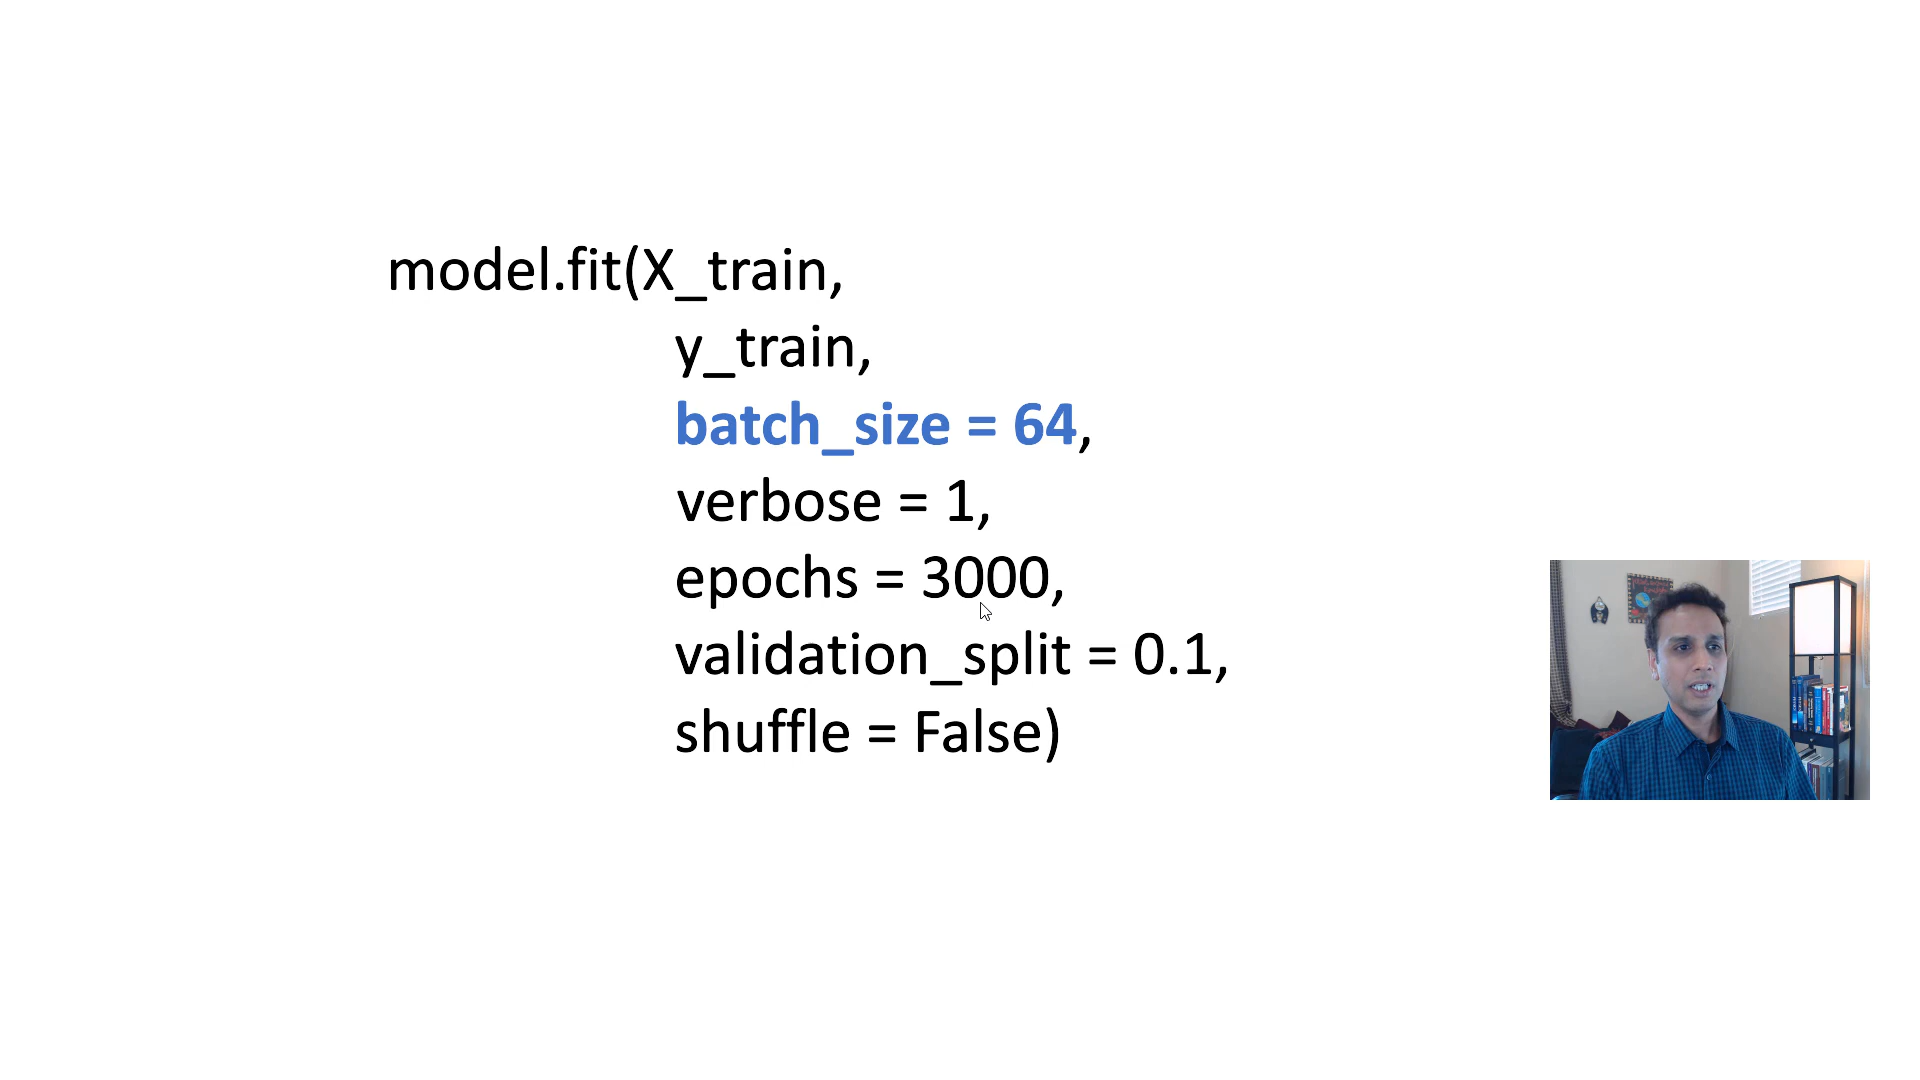 model.fit(X_train,
y_train,
batch_size = 64,
verbose = 1,
epochs = 3000,
validation_split = 0.1,
shuffle = False)